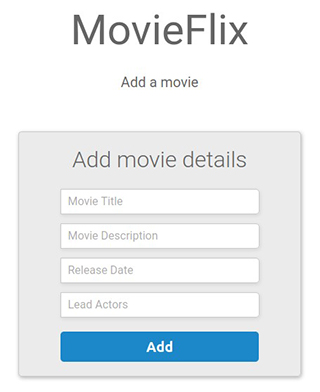 MovieFlix
Add a movie
Add movie details
Movie Title
Movie Description
Release Date
Lead Actors
Add